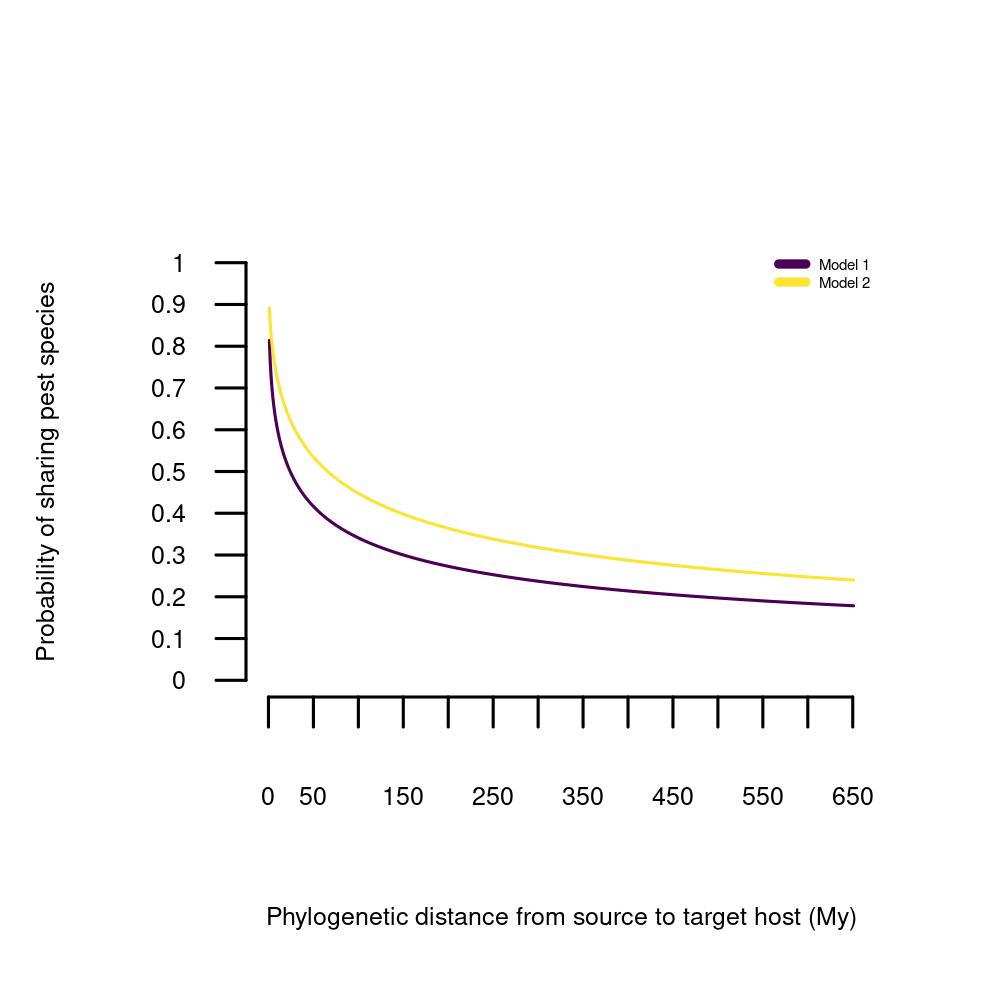 Model 1
Model 2
Probability of sharing pest species
1
0.9
0.8
0.7
0.6
0.5
0.4
0.3
0.2
0.1
0
0 50 150 250 350 450 550 650
Phylogenetic distance from source to target host (My)